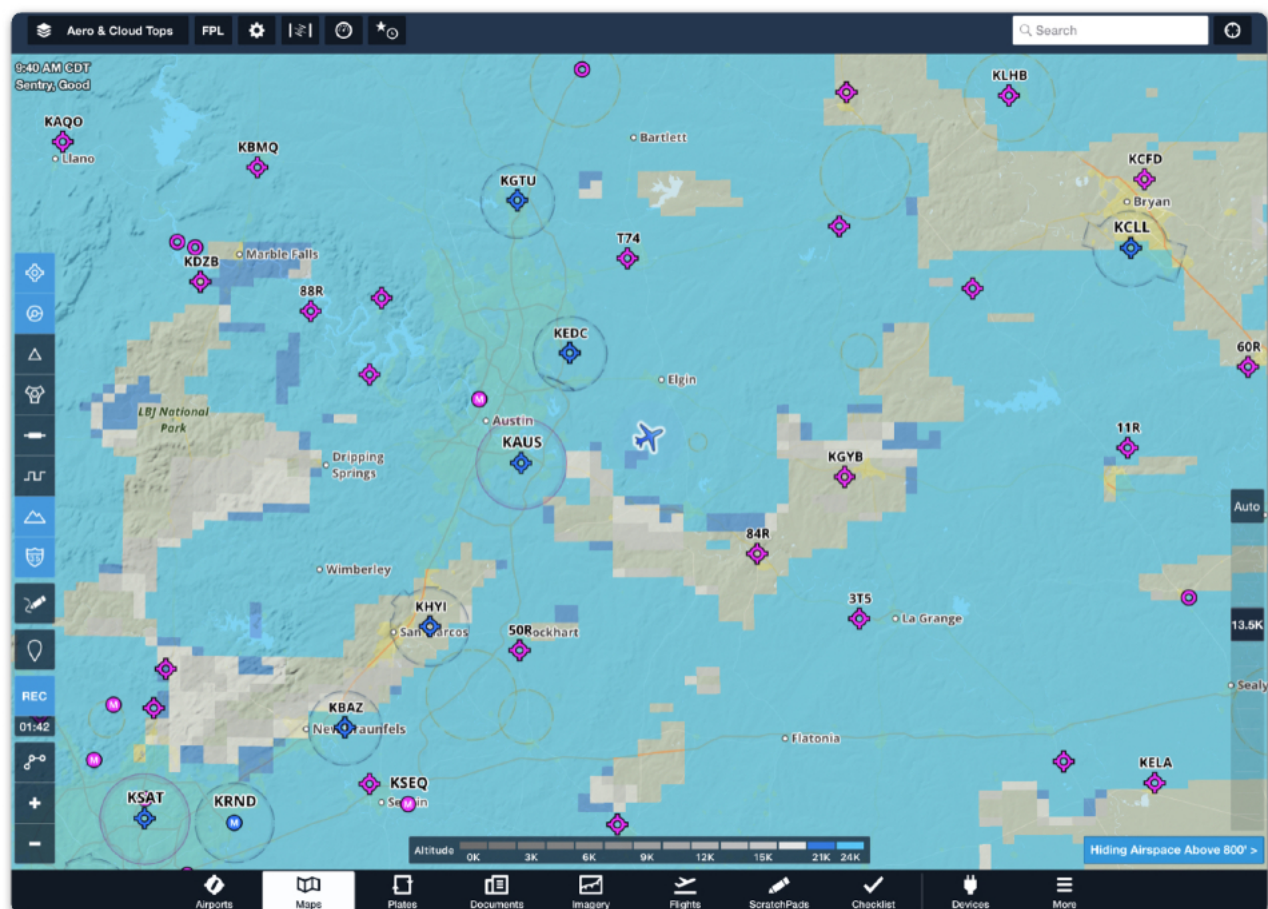 Aero & Cloud Tops
FPL
Search
9:40 AM CDT
Sentry, Good
KLHB
KAQO
Llano
KBMQ
Bartlett
KCFD
KGTU
Bryan
KCLL
T74
Marble Falls
KDZB
88R
KEDC
60R
Elgin
LBJ National
Park
M
Austin
11R
KAUS
Dripping
Springs
KGYB
Auto
84R
Wimberley
KHYI
3T5
13.5K
San Marcos
50R
ockhart
La Grange
REC
Sealy
M
01:42
KBAZ
New Braunfels
Flatonia
M
KELA
KSAT
KRND
KSEQ
M
M
Altitude
0K 3K 6K 9K 12K 15K 21K 24K
Hiding Airspace Above 800' >
Airports
Maps
Plates
Documents
Imagery
Flights
ScratchPads
Checklist
Devices
More